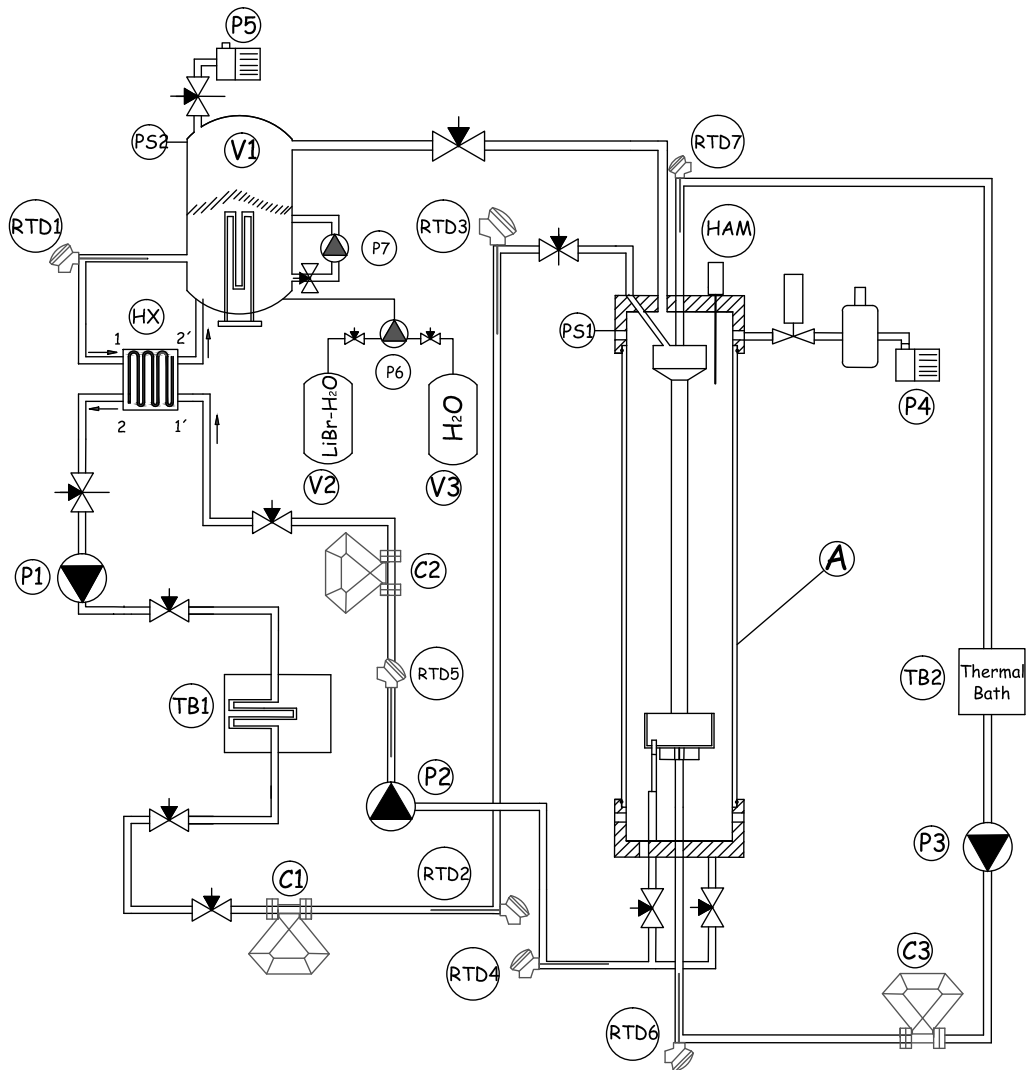 P5
PS2
V1
RTD7
RTD1
RTD3
HAM
P7
HX
1
2´
PS1
P6
P4
2
1´
LiBr-H₂O
H₂O
V2
V3
P1
C2
A
RTD5
TB1
TB2
Thermal
Bath
P2
P3
RTD2
C1
C3
RTD4
RTD6